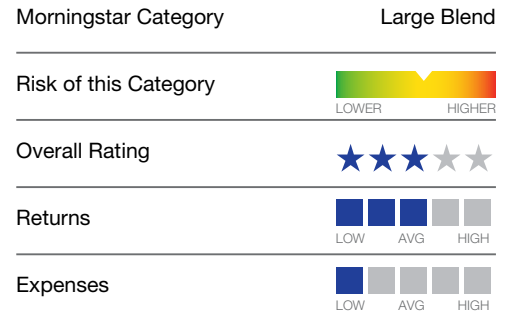 Morningstar Category Large Blend
Risk of this Category
LOWER HIGHER
Overall Rating
Returns
LOW AVG HIGH
Expenses
LOW AVG HIGH